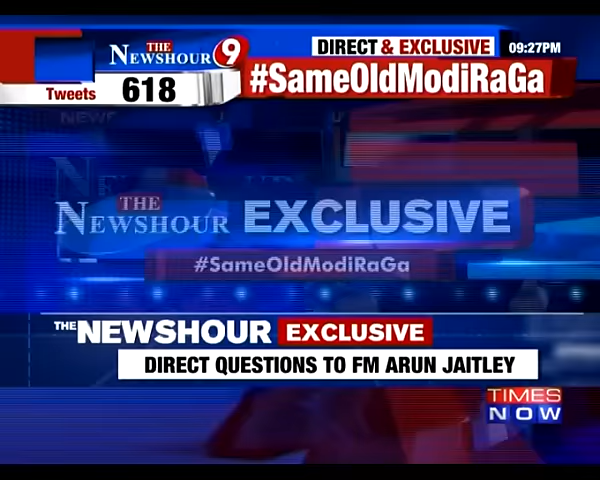 THE
NEWSHOUR 9
DIRECT & EXCLUSIVE
09:27PM
Tweets 618
#SameOldModiRaGa
NEWS
THE
NEWSHOUR EXCLUSIVE
#SameOldModiRaGa
THE NEWSHOUR EXCLUSIVE
DIRECT QUESTIONS TO FM ARUN JAITLEY
TIMES
NOW